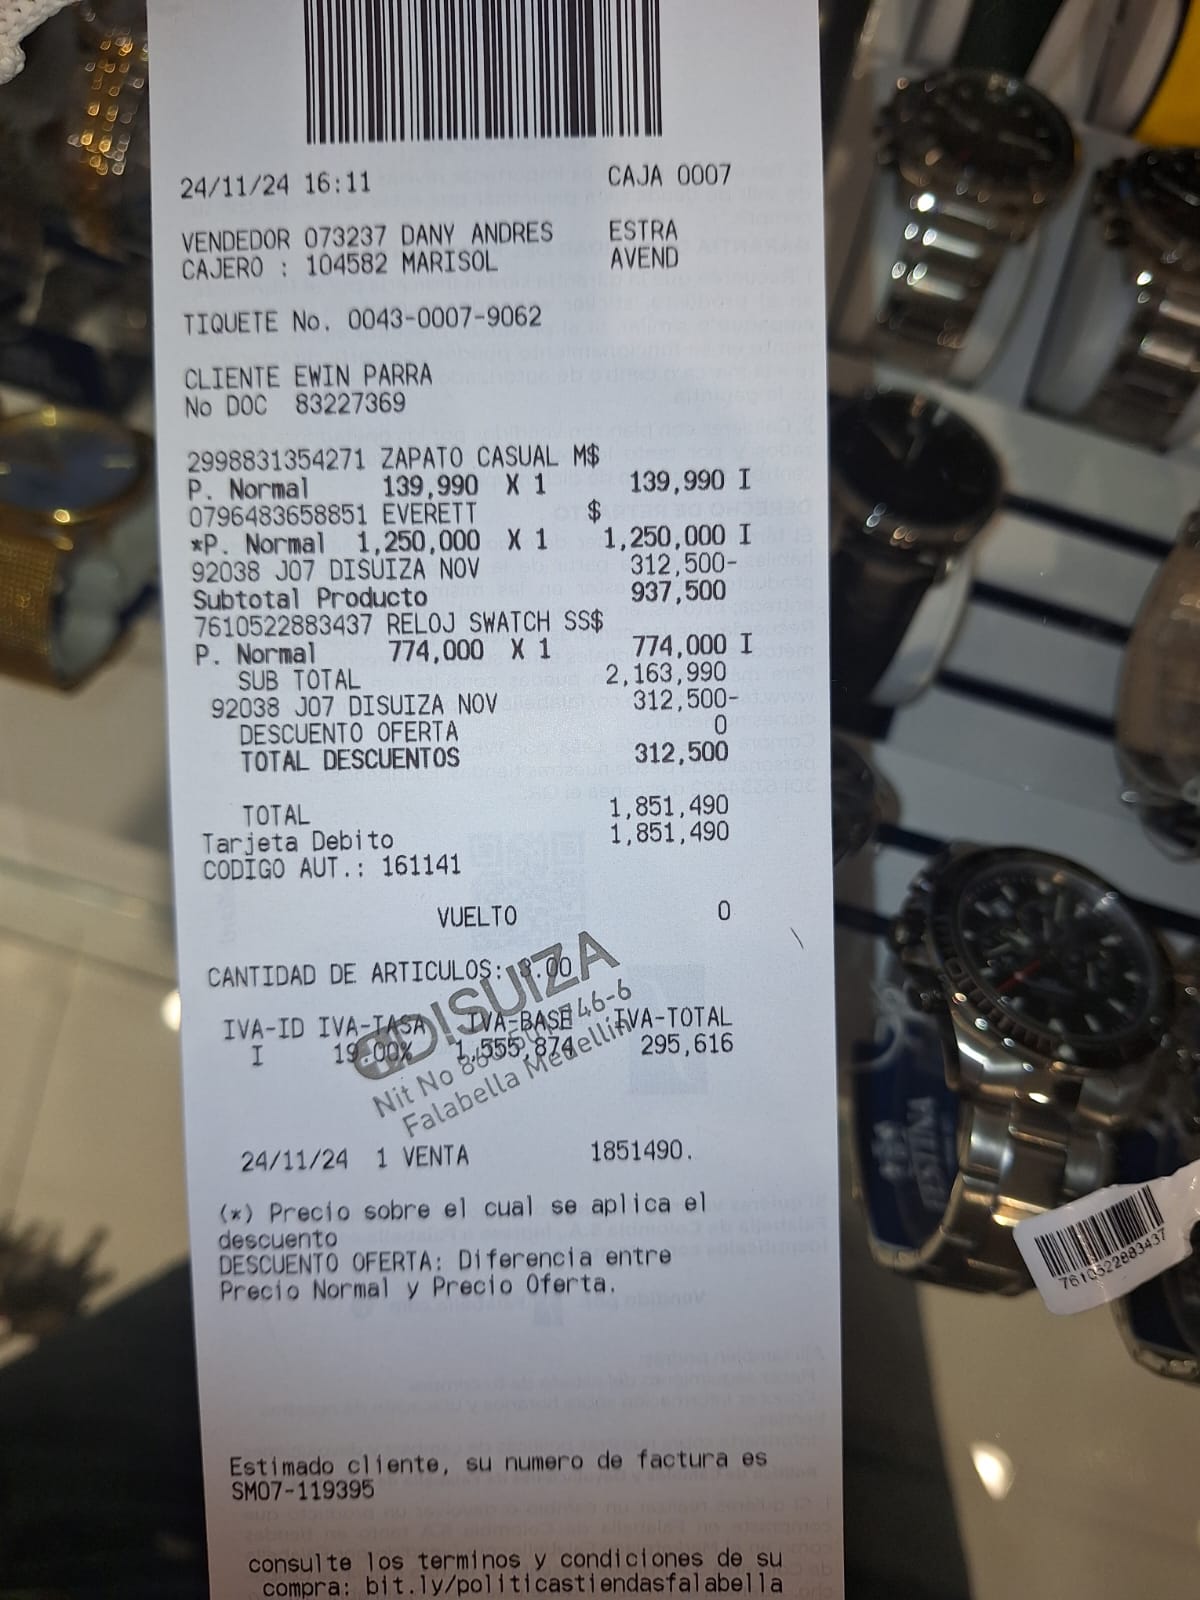 24/11/24 16:11 CAJA 0007
VENDEDOR 073237 DANY ANDRES ESTRA
CAJERO : 104582 MARISOL AVEND
TIQUETE No. 0043-0007-9062
CLIENTE EWIN PARRA
No DOC 83227369
2998831354271 ZAPATO CASUAL M$
P. Normal 139,990 X 1 139,990 I
0796483658851 EVERETT $
*P. Normal 1,250,000 X 1 1,250,000 I
92038 J07 DISUIZA NOV 312,500-
Subtotal Producto 937,500
7610522883437 RELOJ SWATCH SS$
P. Normal 774,000 X 1 774,000 I
SUB TOTAL 2,163,990
92038 J07 DISUIZA NOV 312,500-
DESCUENTO OFERTA 0
TOTAL DESCUENTOS 312,500
TOTAL 1,851,490
Tarjeta Debito 1,851,490
CODIGO AUT.: 161141
VUELTO 0
CANTIDAD DE ARTICULOS: 3.00
DISUIZA
IVA-ID IVA-TASA IVA-BASE IVA-TOTAL
I 19.00% 1,555,874 295,616
Nit No
Falabella Medellin
24/11/24 1 VENTA 1851490.
(*) Precio sobre el cual se aplica el
descuento
DESCUENTO OFERTA: Diferencia entre
Precio Normal y Precio Oferta.
Estimado cliente, su numero de factura es
SM07-119395
consulte los terminos y condiciones de su
compra: bit.ly/politicastiendasfalabella
FESTINA
7610522883437